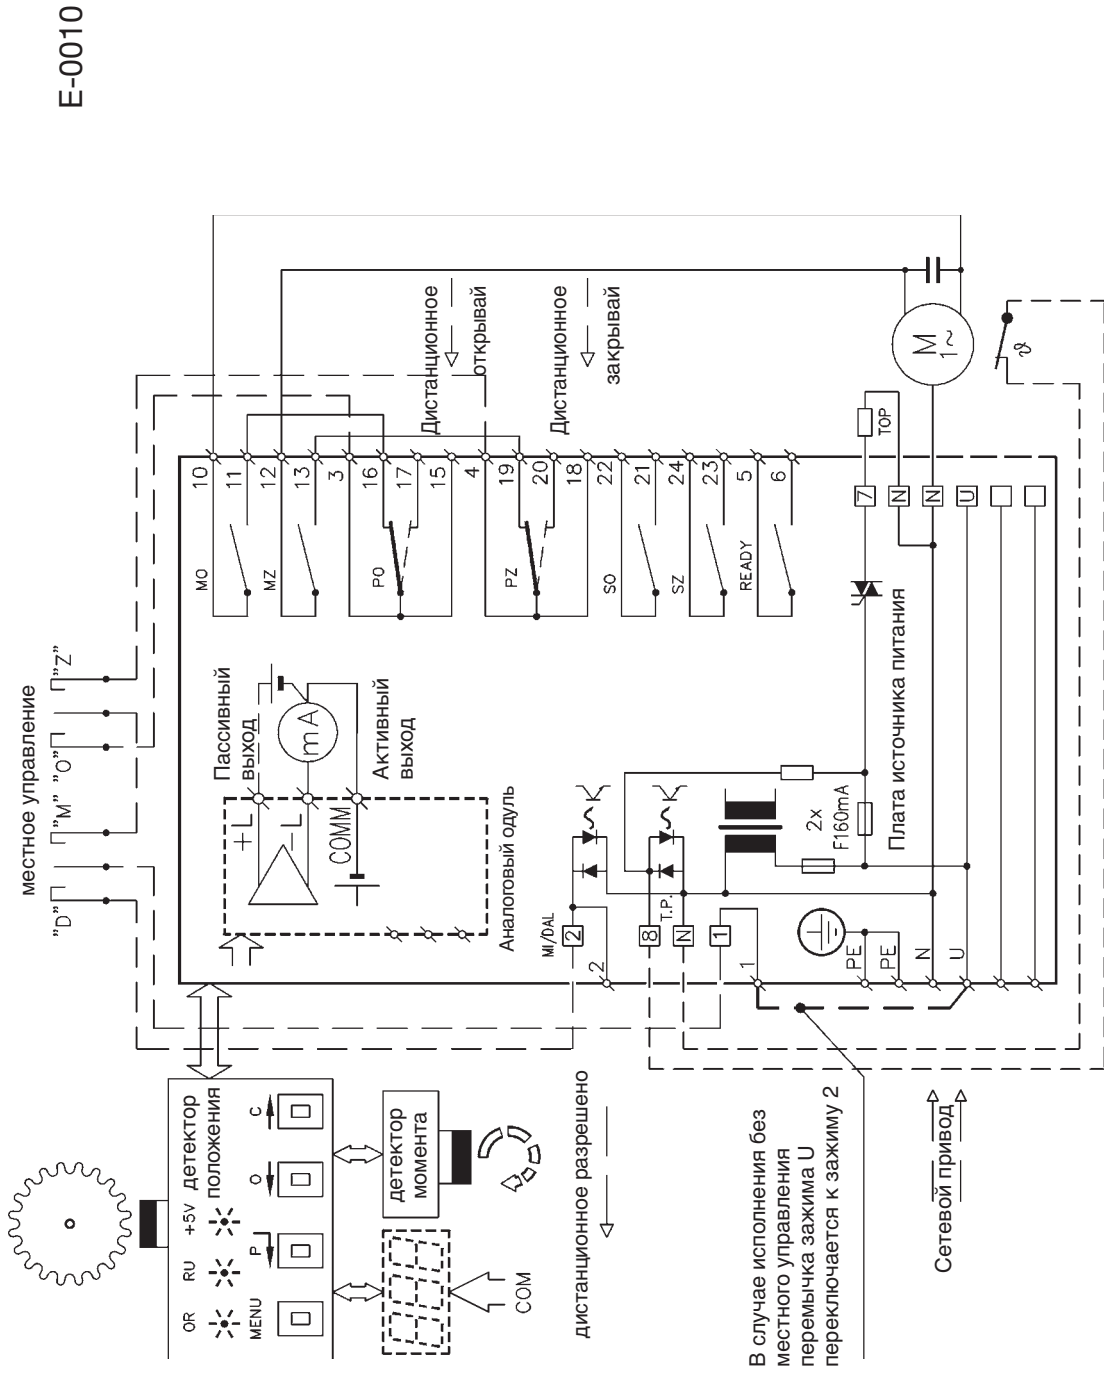 E-0010
местное управление
"D"
"M"
"O"
"Z"
OR
RU
+5V
детектор
положения
MENU
P
O
C
детектор
момента
COM
Пассивный
выход
+L
-L
mA
COMM
Активный
выход
Аналоговый одуль
MO
MZ
PO
PZ
SO
SZ
READY
10
11
12
13
3
16
17
15
4
19
20
18
22
21
24
23
5
6
Дистанционное
открывай
Дистанционное
закрывай
MI/DAL
2
2
8
T.P.
N
1
1
PE
PE
N
U
2x
F160mA
Плата источника питания
7
N
N
U
TOP
M
1~
ϑ
дистанционное разрешено
В случае исполнения без
местного управления
перемычка зажима U
переключается к зажиму 2
Сетевой привод